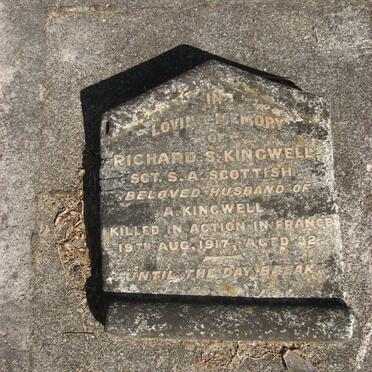 IN
LOVING MEMORY
OF
RICHARD S. KINGWELL
SGT. S.A. SCOTTISH
BELOVED HUSBAND OF
A KINGWELL
KILLED IN ACTION IN FRANCE
19TH AUG. 1917, AGED 32
UNTIL THE DAY BREAK